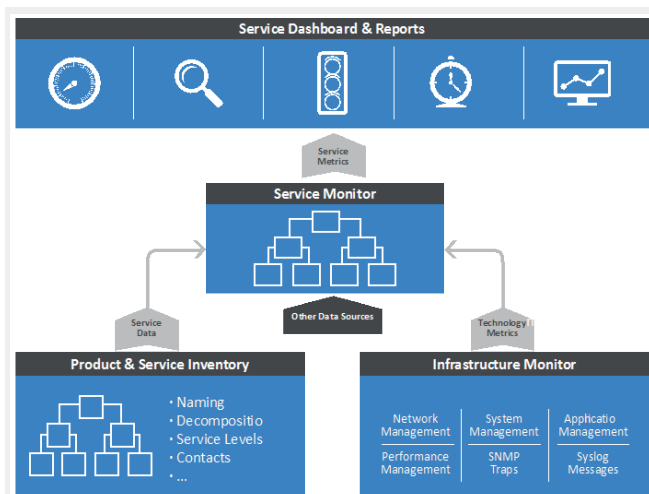 Service Dashboard & Reports
Service
Metrics
Service Monitor
Other Data Sources
Service
Data
Technology
Metrics
Product & Service Inventory
• Naming
• Decompositio
• Service Levels
• Contacts
• ...
Infrastructure Monitor
Network
Management
System
Management
Applicatio
Management
Performance
Management
SNMP
Traps
Syslog
Messages